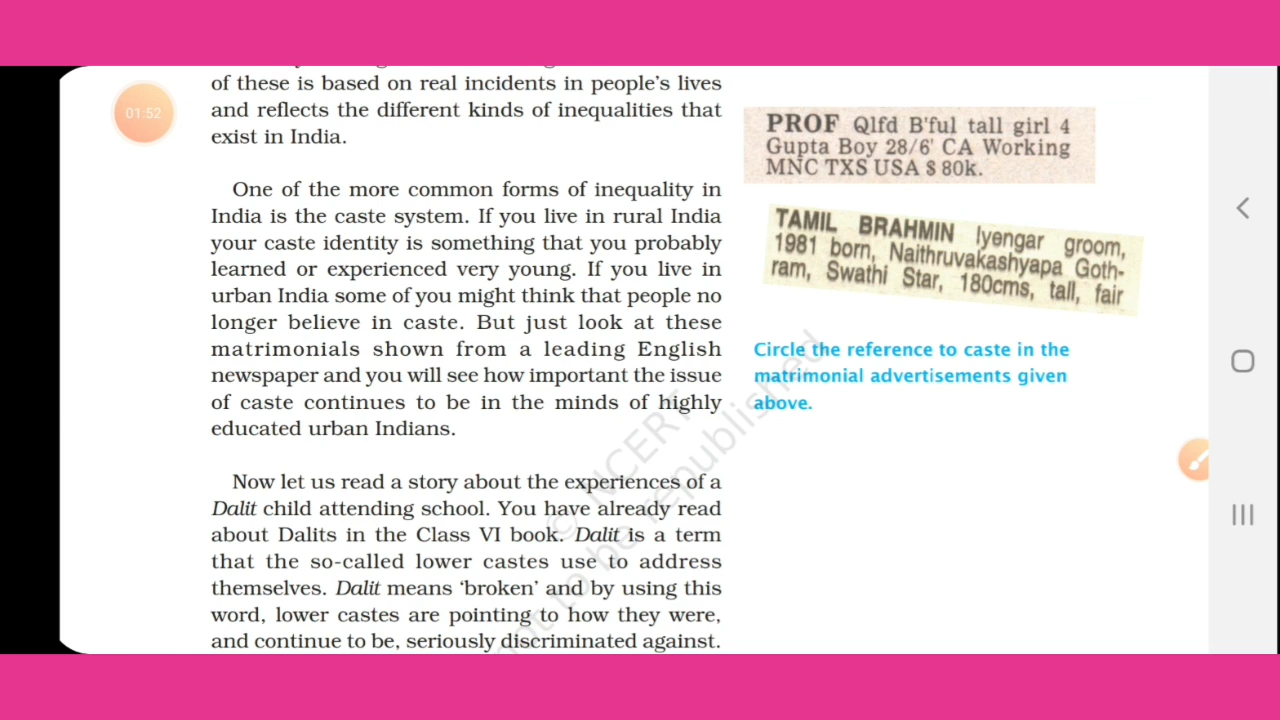 01:52
of these is based on real incidents in people's lives
and reflects the different kinds of inequalities that
exist in India.
One of the more common forms of inequality in
India is the caste system. If you live in rural India
your caste identity is something that you probably
learned or experienced very young. If you live in
urban India some of you might think that people no
longer believe in caste. But just look at these
matrimonials shown from a leading English
newspaper and you will see how important the issue
of caste continues to be in the minds of highly
educated urban Indians.
Now let us read a story about the experiences of a
Dalit child attending school. You have already read
about Dalits in the Class VI book. Dalit is a term
that the so-called lower castes use to address
themselves. Dalit means 'broken' and by using this
word, lower castes are pointing to how they were,
and continue to be, seriously discriminated against.
PROF Qlfd B'ful tall girl 4
Gupta Boy 28/6' CA Working
MNC TXS USA $ 80k.
TAMIL BRAHMIN Iyengar groom,
1981 born, Naithruvakashyapa Goth-
ram, Swathi Star, 180cms, tall, fair
Circle the reference to caste in the
matrimonial advertisements given
above.
© NCERT
not to be republished